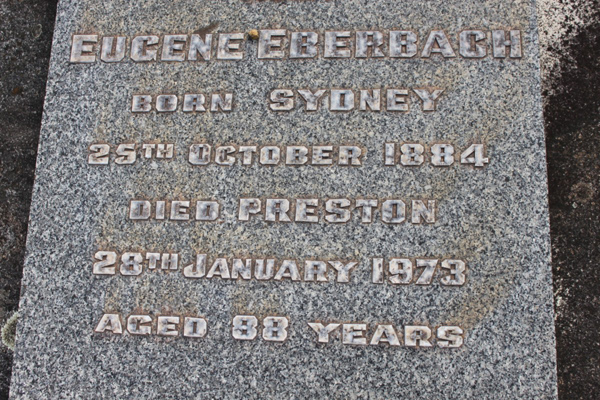 EUGENE EBERBACH
BORN SYDNEY
25TH OCTOBER 1884
DIED PRESTON
28TH JANUARY 1973
AGED 88 YEARS